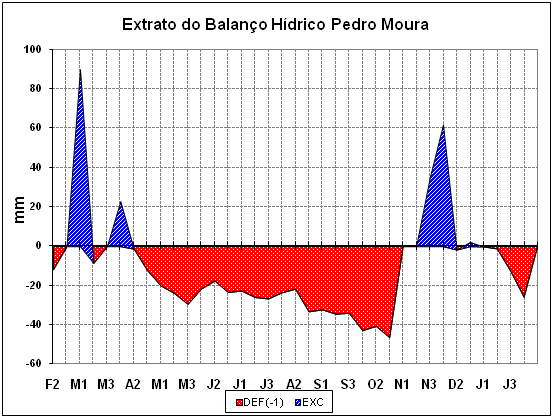 Extrato do Balanço Hídrico Pedro Moura
100
80
60
40
20
0
-20
-40
-60
mm
F2 M1 M3 A2 M1 M3 J2 J1 J3 A2 S1 S3 O2 N1 N3 D2 J1 J3
DEF(-1) EXC